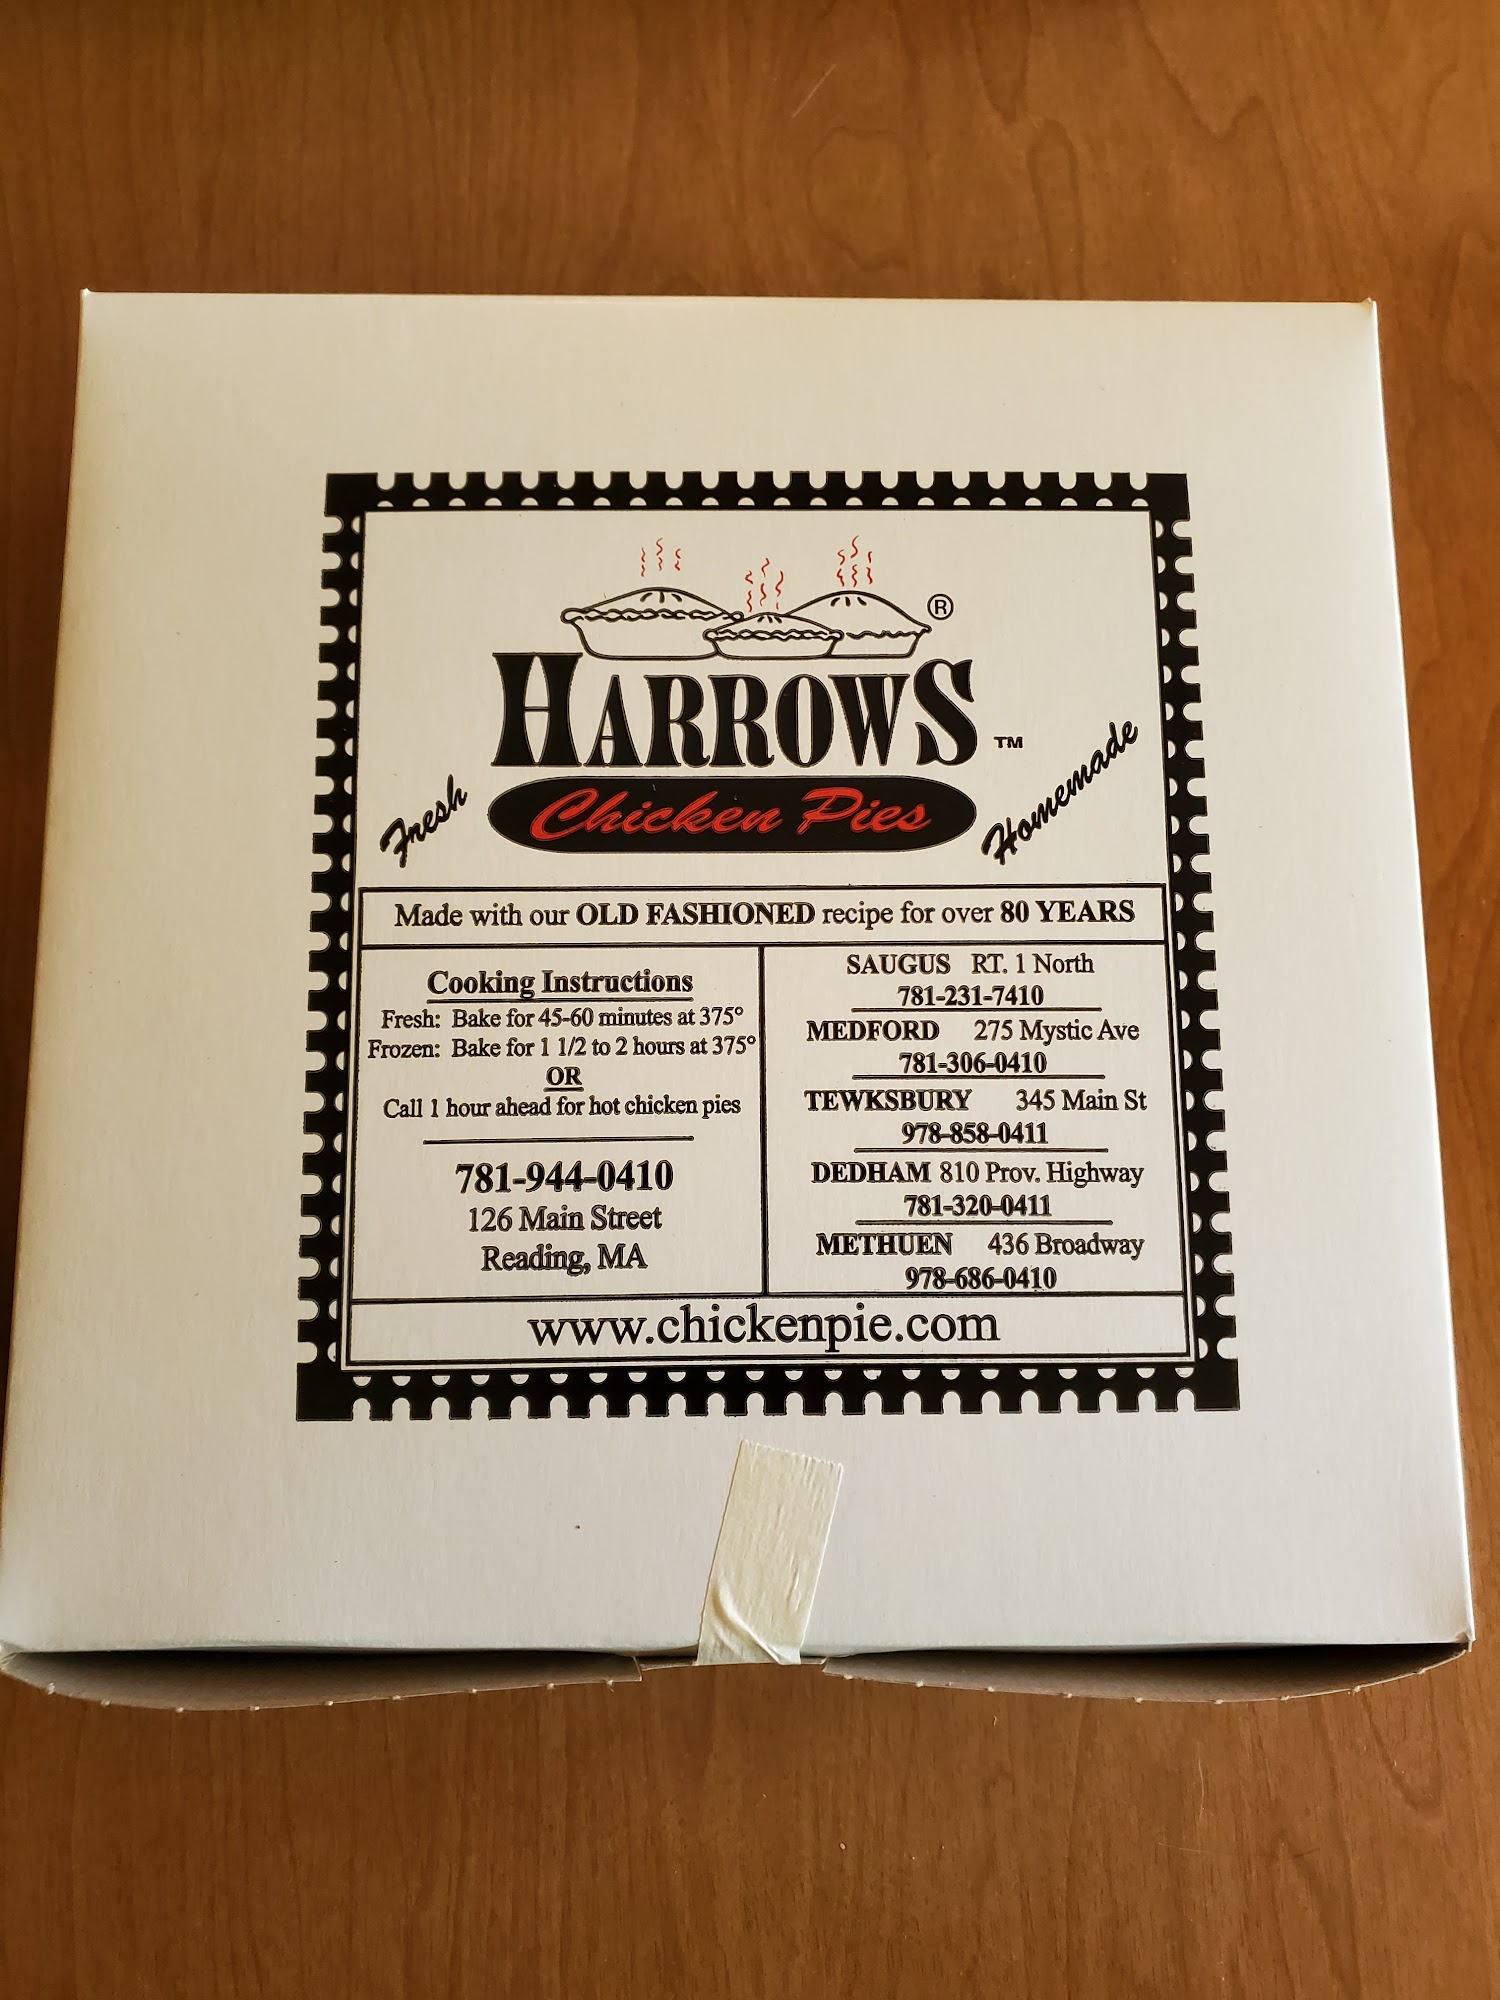 ®
HARROWS ™
Chicken Pies
Fresh
Homemade
Made with our OLD FASHIONED recipe for over 80 YEARS
Cooking Instructions
Fresh: Bake for 45-60 minutes at 375°
Frozen: Bake for 1 1/2 to 2 hours at 375°
OR
Call 1 hour ahead for hot chicken pies
781-944-0410
126 Main Street
Reading, MA
SAUGUS RT. 1 North
781-231-7410
MEDFORD 275 Mystic Ave
781-306-0410
TEWKSBURY 345 Main St
978-858-0411
DEDHAM 810 Prov. Highway
781-320-0411
METHUEN 436 Broadway
978-686-0410
www.chickenpie.com